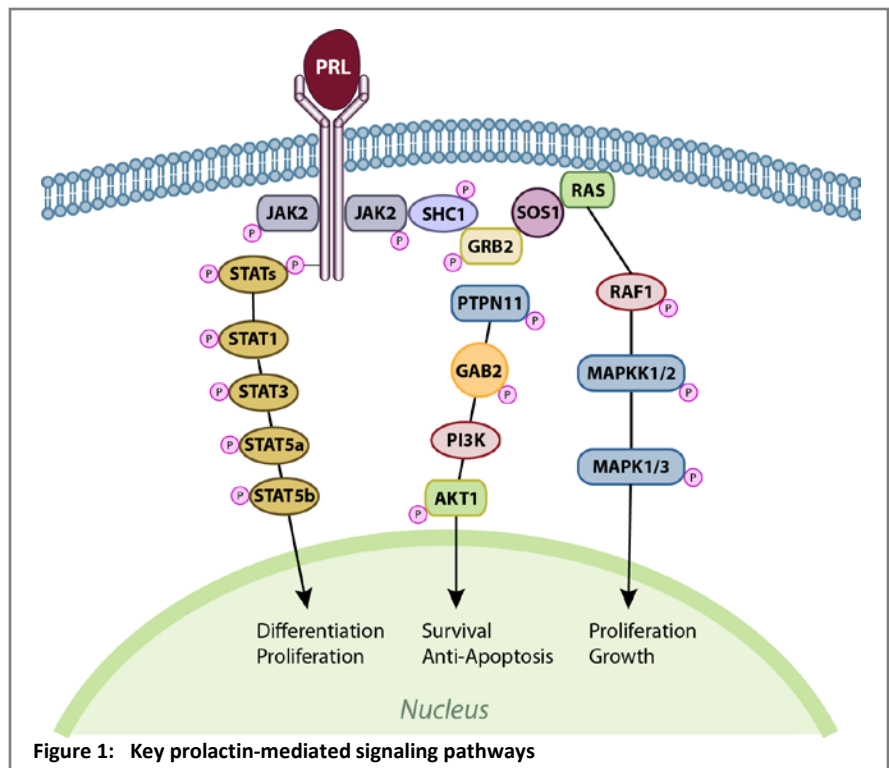 PRL
RAS
JAK2 JAK2 SHC1 P SOS1
P P GRB2
P
P STATs P
PTPN11 RAF1
P P
P STAT1
GAB2 MAPKK1/2
P STAT3 P P
P STAT5a PI3K MAPK1/3
P
P STAT5b AKT1
P
Differentiation
Proliferation
Survival
Anti-Apoptosis
Proliferation
Growth
Nucleus
Figure 1: Key prolactin-mediated signaling pathways